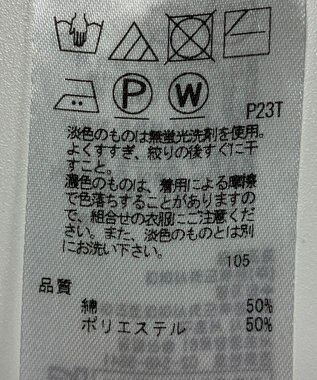 P
W
P23T
淡色のものは無蛍光洗剤を使用。
よくすすぎ、絞りの後すぐに干
すこと。
濃色のものは、着用による摩擦
で色落ちすることがありますの
で、組合せの衣服にご注意くだ
さい。また、淡色のものとは別
にお洗い下さい。
105
品質
綿 50%
ポリエステル 50%